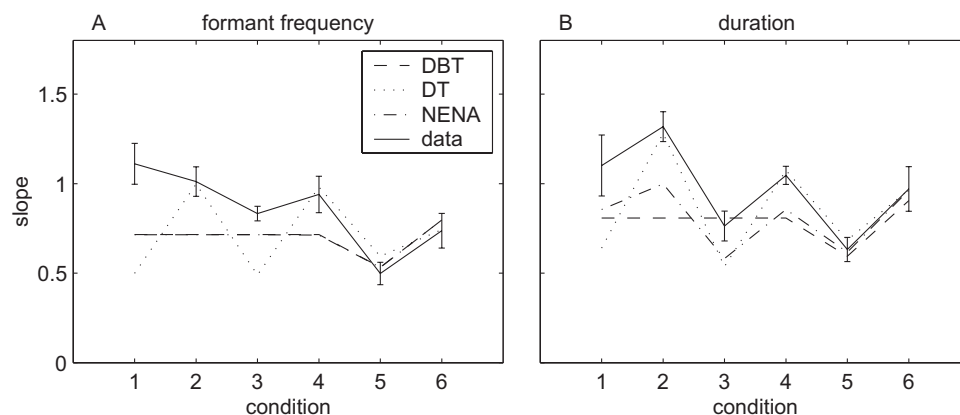 A formant frequency
B duration
DBT
DT
NENA
data
slope
1.5
1
0.5
0
1 2 3 4 5 6
condition
1 2 3 4 5 6
condition